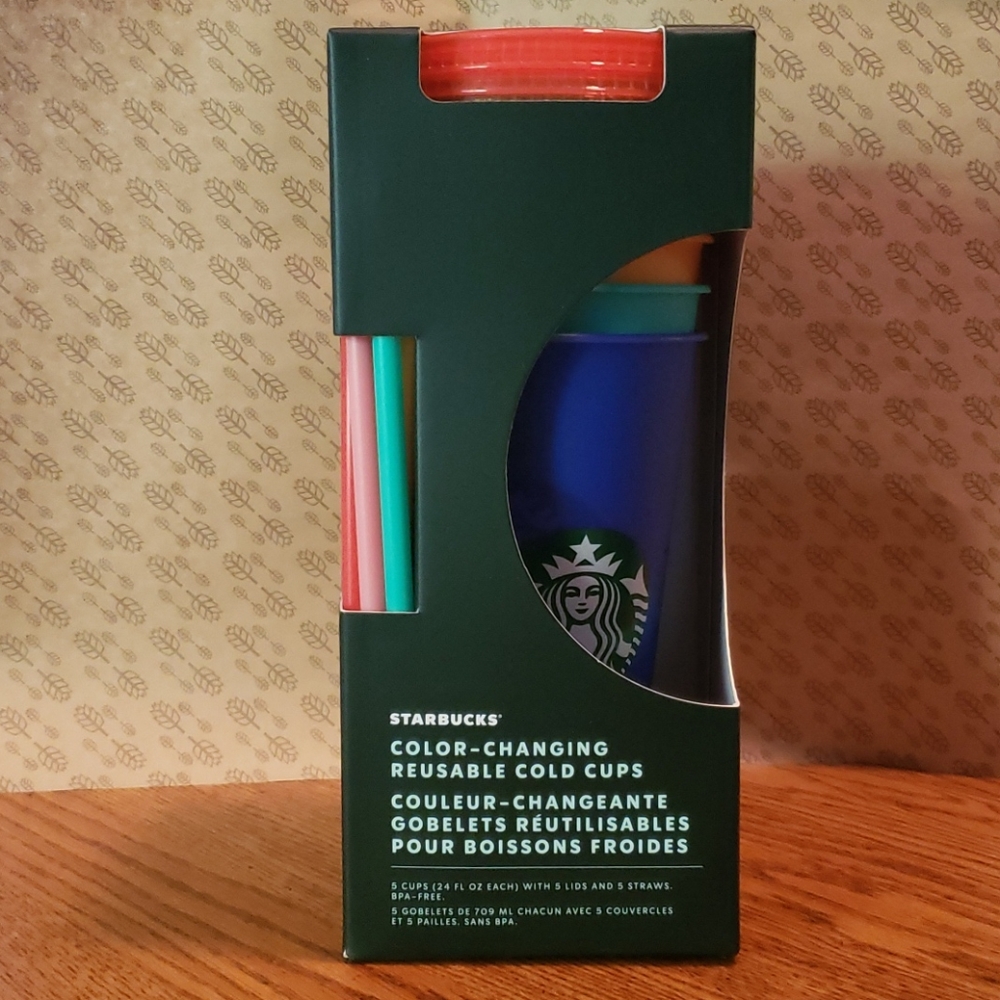 STARBUCKS®
COLOR-CHANGING
REUSABLE COLD CUPS
COULEUR-CHANGEANTE
GOBELETS RÉUTILISABLES
POUR BOISSONS FROIDES
5 CUPS (24 FL OZ EACH) WITH 5 LIDS AND 5 STRAWS.
BPA-FREE.
5 GOBELETS DE 709 ML CHACUN AVEC 5 COUVERCLES
ET 5 PAILLES. SANS BPA.